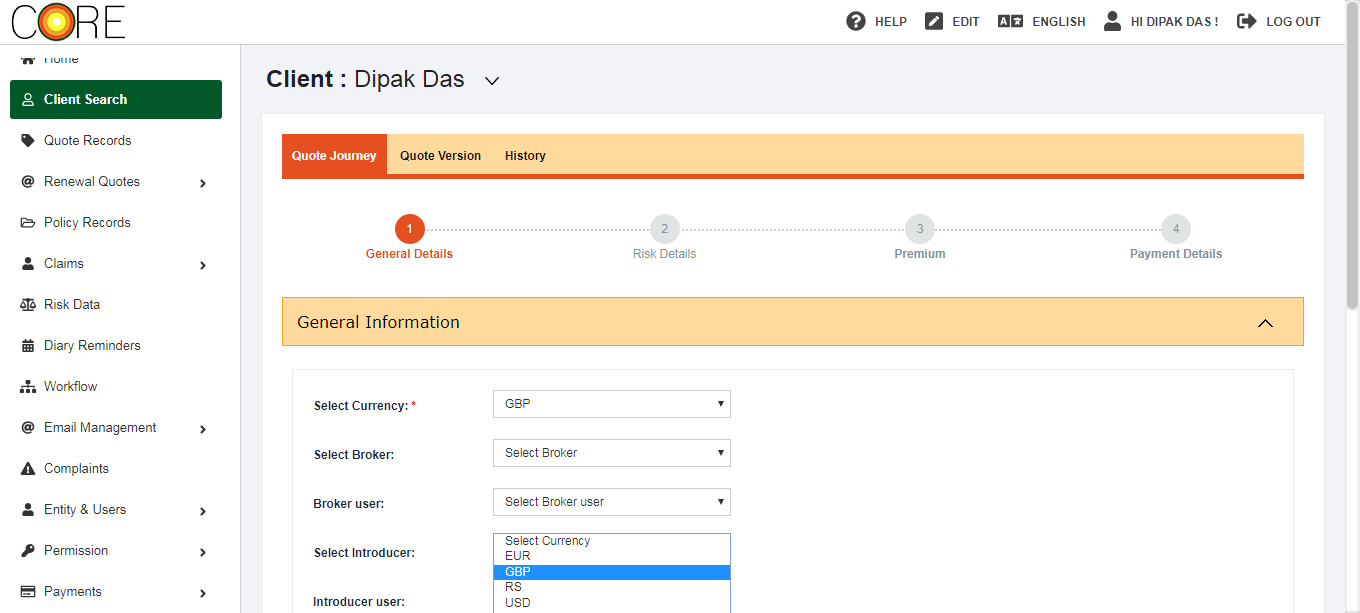 CORE
HELP
EDIT
ENGLISH
HI DIPAK DAS !
LOG OUT
Home
Client Search
Quote Records
Renewal Quotes
Policy Records
Claims
Risk Data
Diary Reminders
Workflow
Email Management
Complaints
Entity & Users
Permission
Payments
Client : Dipak Das
Quote Journey
Quote Version
History
1
General Details
2
Risk Details
3
Premium
4
Payment Details
General Information
Select Currency: *
GBP
Select Broker:
Select Broker
Broker user:
Select Broker user
Select Introducer:
Select Currency
EUR
GBP
RS
USD
Introducer user: